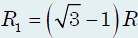 R₁ = (√3 − 1) R